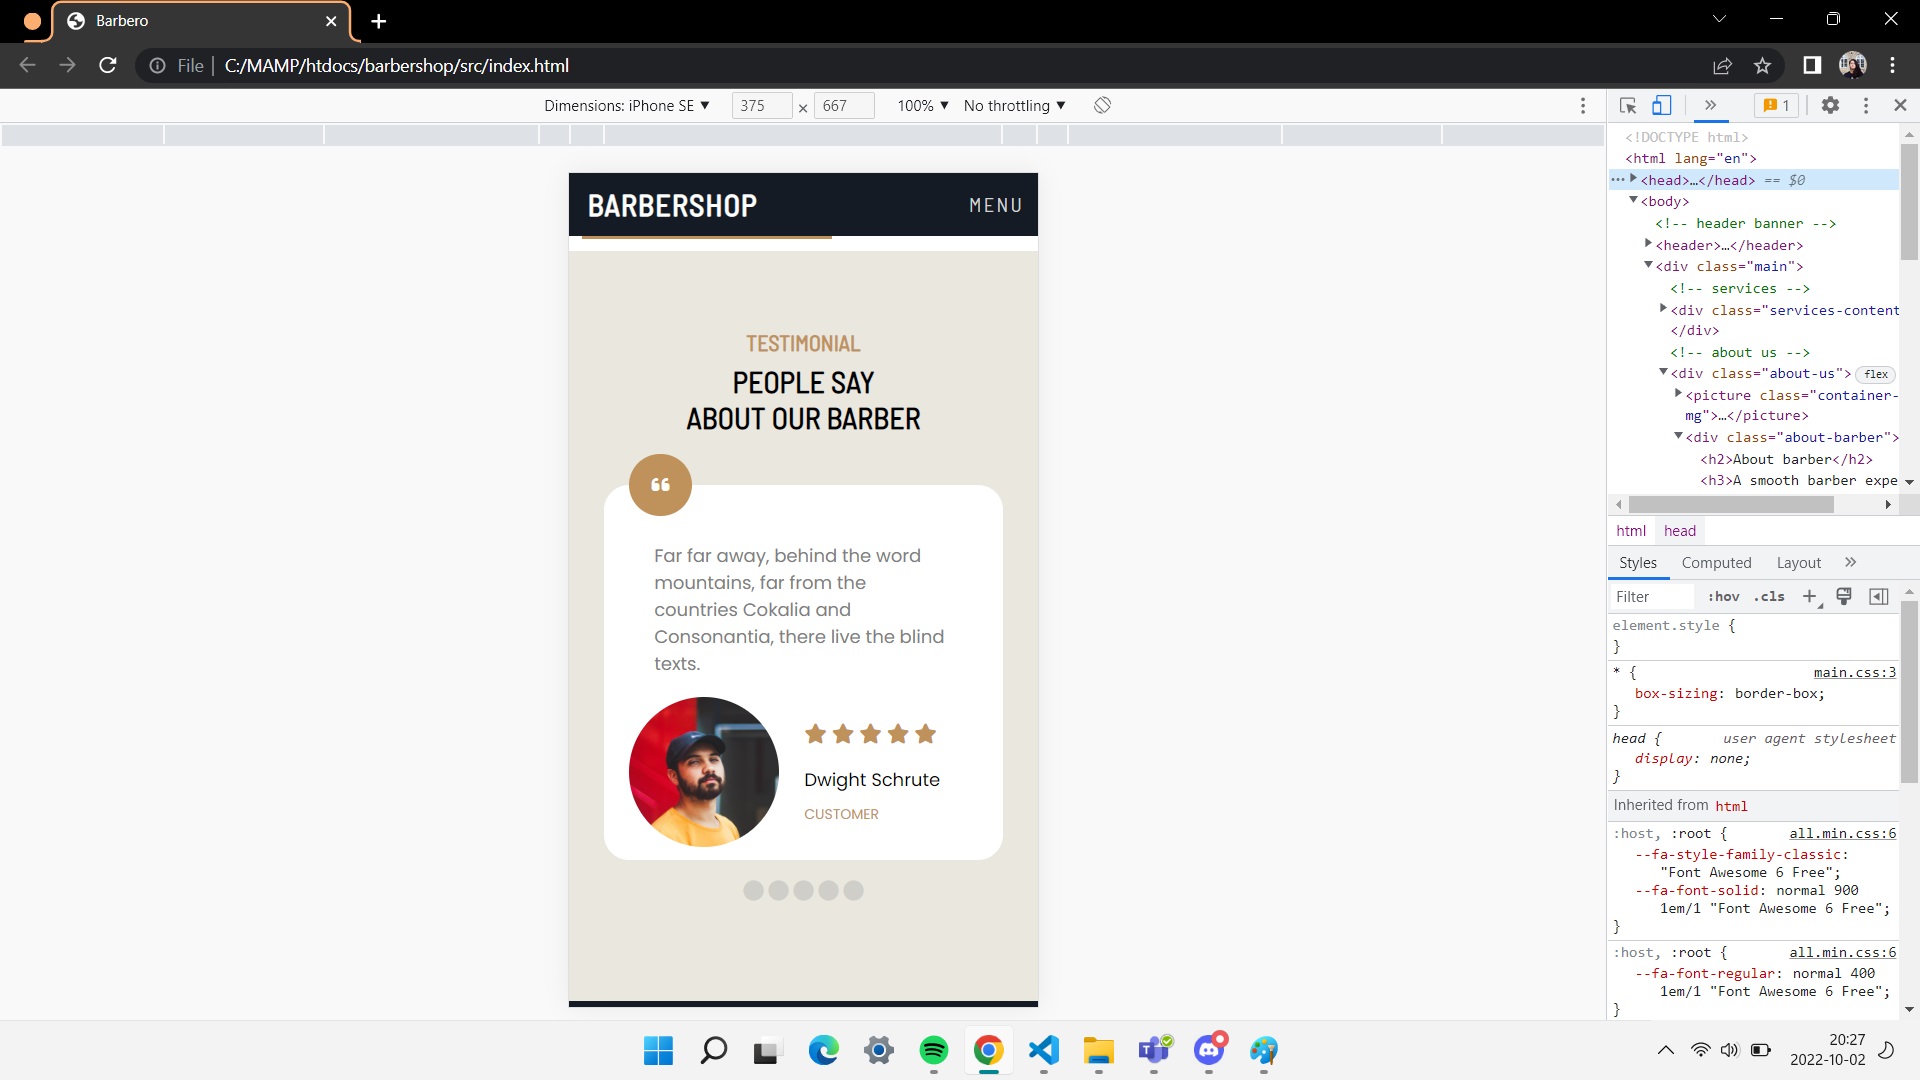 Barbero
File
C:/MAMP/htdocs/barbershop/src/index.html
Dimensions: iPhone SE ▼ 375 × 667 100% ▼ No throttling ▼
1
BARBERSHOP
MENU
TESTIMONIAL
PEOPLE SAY
ABOUT OUR BARBER
Far far away, behind the word
mountains, far from the
countries Cokalia and
Consonantia, there live the blind
texts.
Dwight Schrute
CUSTOMER
<!DOCTYPE html>
<html lang="en">
<head>…</head> == $0
<body>
<!-- header banner -->
<header>…</header>
<div class="main">
<!-- services -->
<div class="services-content
</div>
<!-- about us -->
<div class="about-us"> flex
<picture class="container-
mg">…</picture>
<div class="about-barber">
<h2>About barber</h2>
<h3>A smooth barber expe
html head
Styles Computed Layout
Filter :hov .cls
element.style {
}
* { main.css:3
box-sizing: border-box;
}
head { user agent stylesheet
display: none;
}
Inherited from html
:host, :root { all.min.css:6
--fa-style-family-classic:
"Font Awesome 6 Free";
--fa-font-solid: normal 900
1em/1 "Font Awesome 6 Free";
}
:host, :root { all.min.css:6
--fa-font-regular: normal 400
1em/1 "Font Awesome 6 Free";
}
20:27
2022-10-02